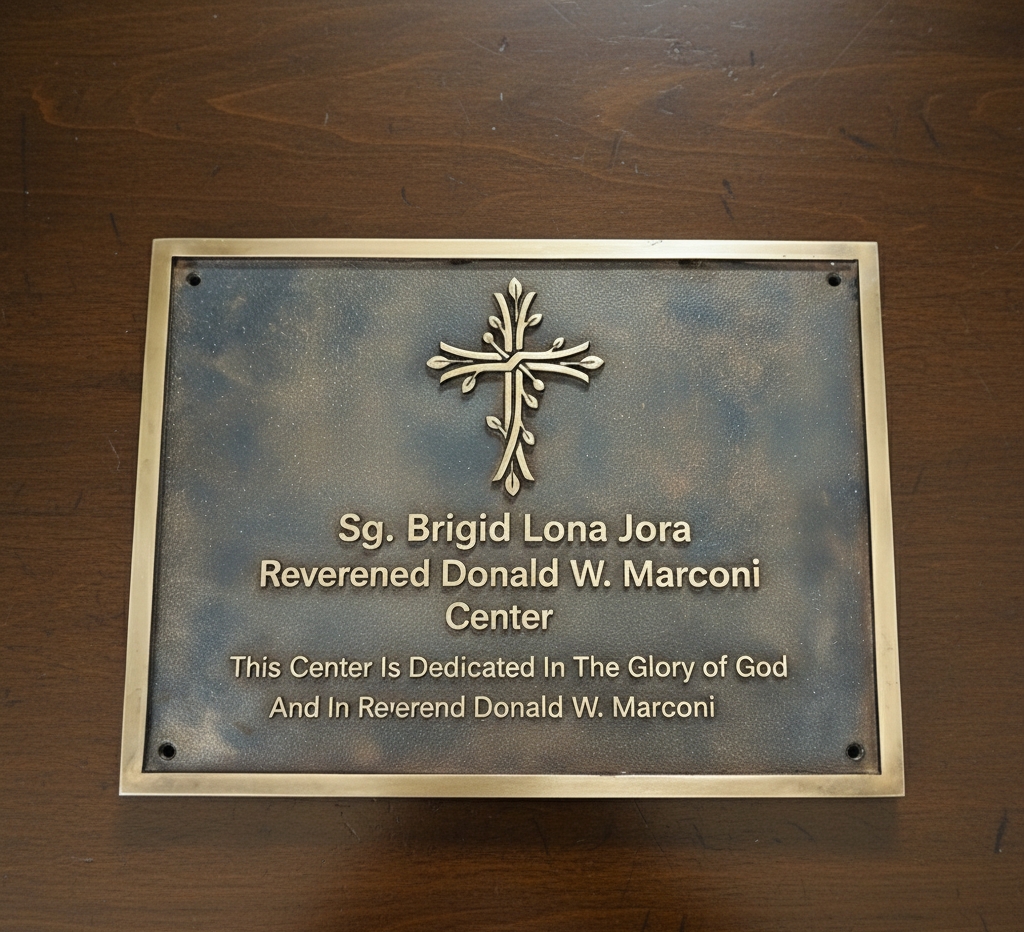 Sg. Brigid Lona Jora
Reverened Donald W. Marconi
Center
This Center Is Dedicated In The Glory of God
And In Reverend Donald W. Marconi